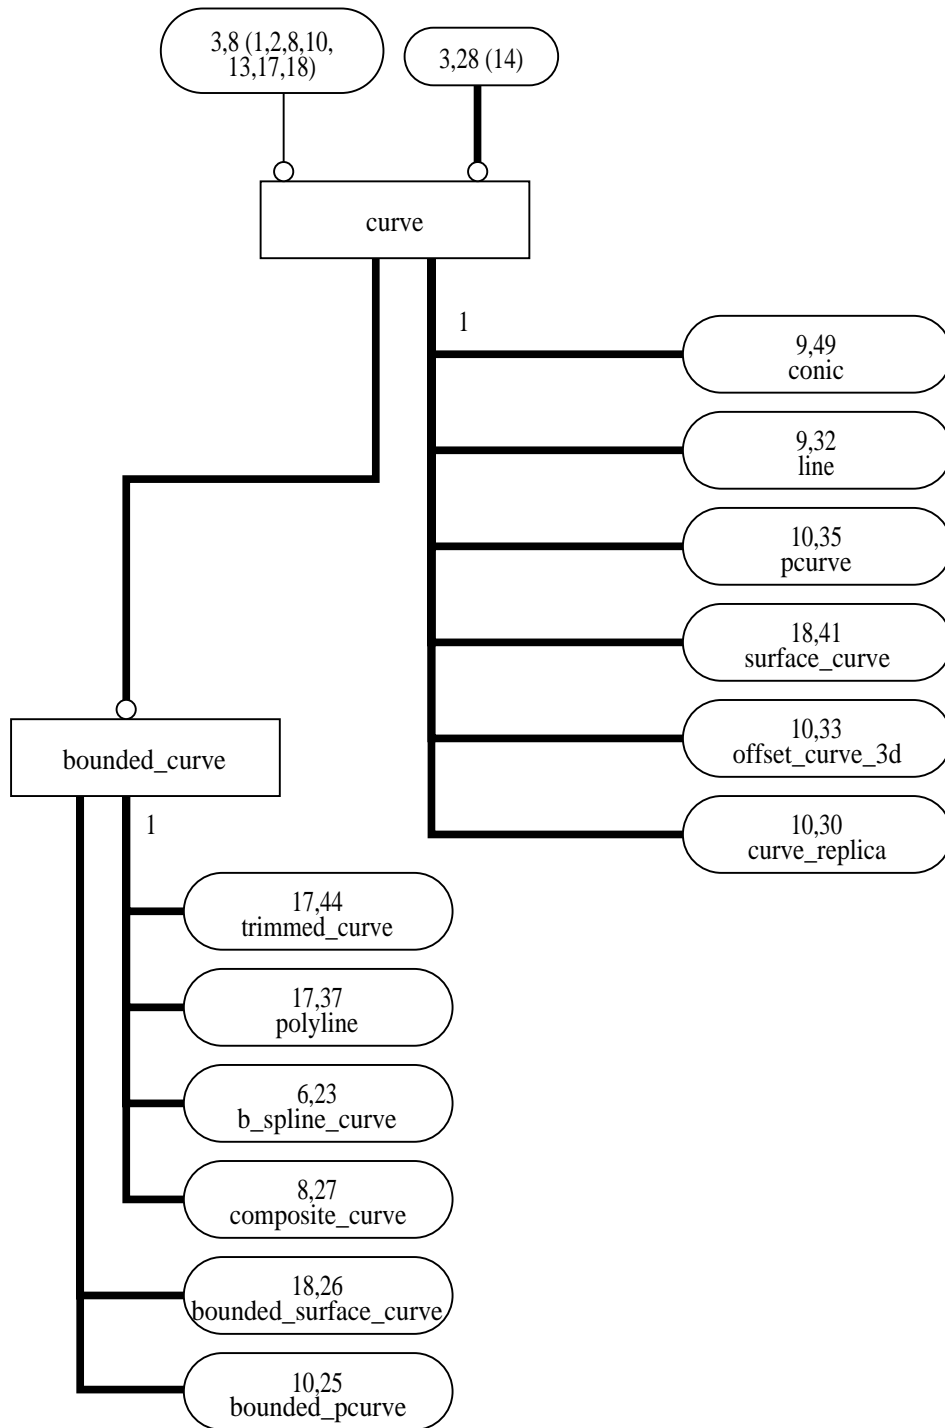 3,8 (1,2,8,10,
13,17,18)
3,28 (14)
curve
1
9,49
conic
9,32
line
10,35
pcurve
18,41
surface_curve
10,33
offset_curve_3d
10,30
curve_replica
bounded_curve
1
17,44
trimmed_curve
17,37
polyline
6,23
b_spline_curve
8,27
composite_curve
18,26
bounded_surface_curve
10,25
bounded_pcurve